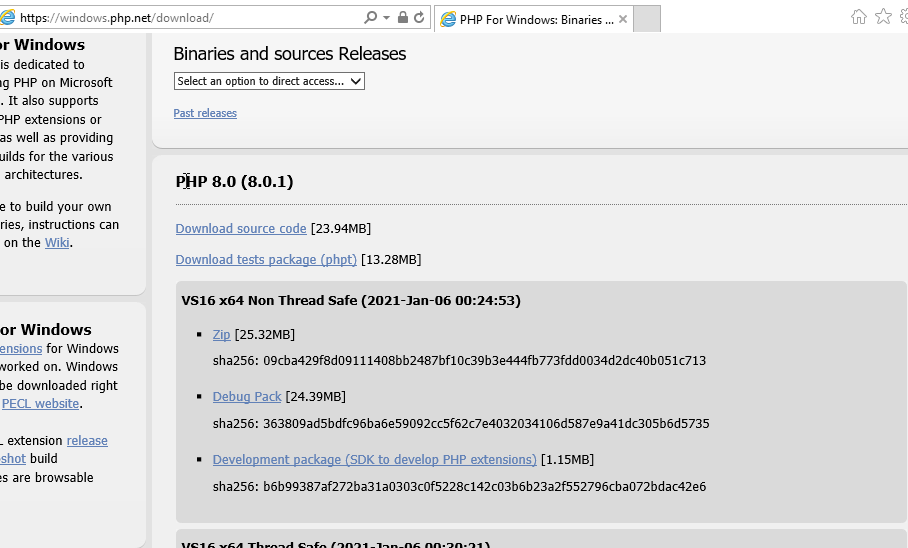 https://windows.php.net/download/
PHP For Windows: Binaries ...
or Windows
is dedicated to
ng PHP on Microsoft
. It also supports
PHP extensions or
as well as providing
uilds for the various
architectures.
e to build your own
ries, instructions can
on the Wiki.
or Windows
ensions for Windows
worked on. Windows
be downloaded right
PECL website.
L extension release
shot build
es are browsable
Binaries and sources Releases
Select an option to direct access...
Past releases
PHP 8.0 (8.0.1)
Download source code [23.94MB]
Download tests package (phpt) [13.28MB]
VS16 x64 Non Thread Safe (2021-Jan-06 00:24:53)
Zip [25.32MB]
sha256: 09cba429f8d09111408bb2487bf10c39b3e444fb773fdd0034d2dc40b051c713
Debug Pack [24.39MB]
sha256: 363809ad5bdfc96ba6e59092cc5f62c7e4032034106d587e9a41dc305b6d5735
Development package (SDK to develop PHP extensions) [1.15MB]
sha256: b6b99387af272ba31a0303c0f5228c142c03b6b23a2f552796cba072bdac42e6
VS16 x64 Thread Safe (2021-Jan-06 00:30:21)